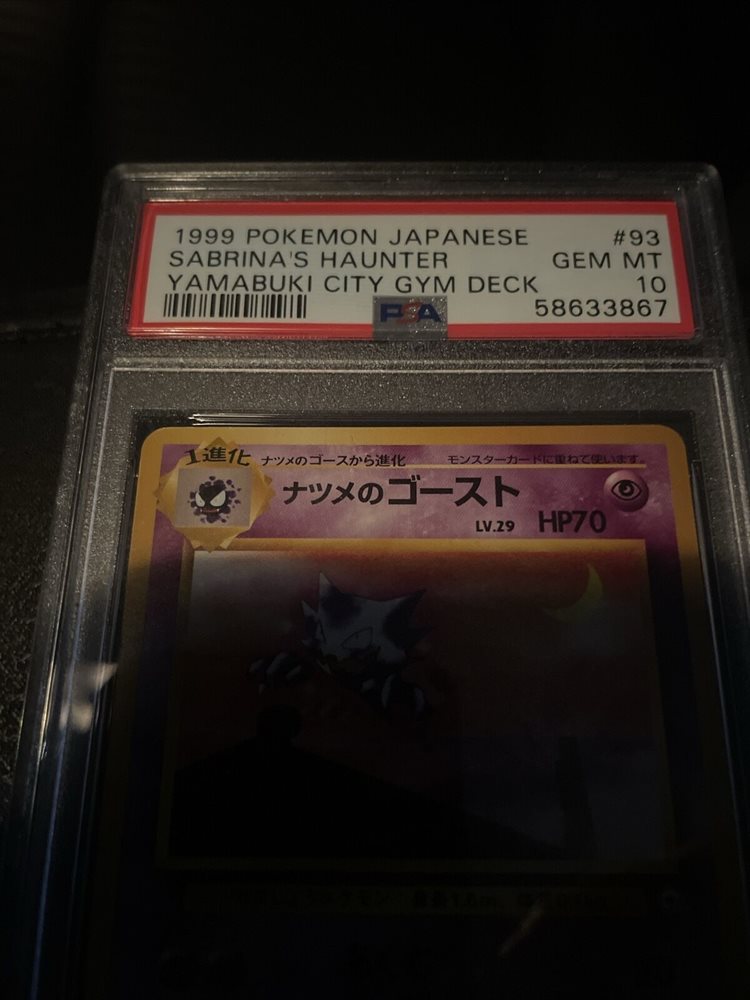 1999 POKEMON JAPANESE #93
SABRINA'S HAUNTER GEM MT
YAMABUKI CITY GYM DECK 10
PSA 58633867
1進化 ナツメのゴースから進化 モンスターカードに重ねて使います。
ナツメのゴースト
LV.29 HP70